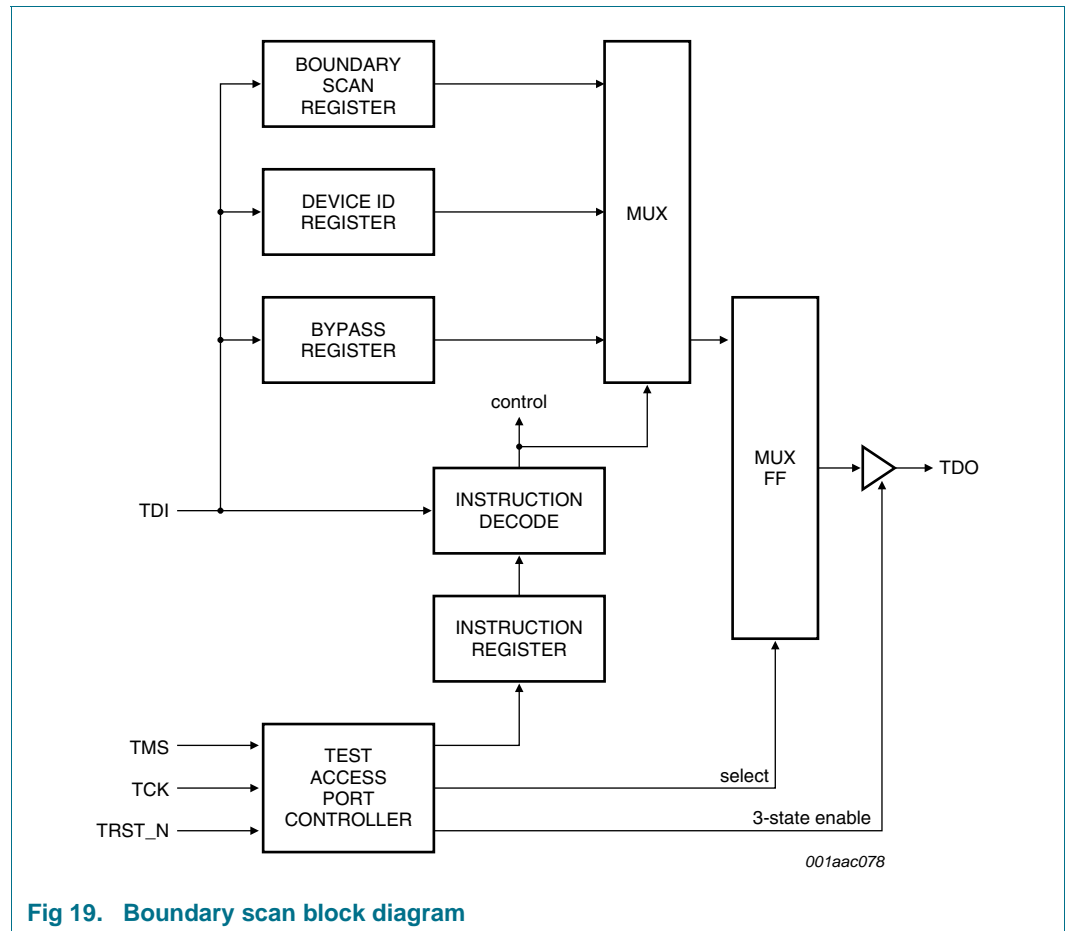 BOUNDARY
SCAN
REGISTER
DEVICE ID
REGISTER
MUX
BYPASS
REGISTER
control
MUX
FF
TDO
TDI
INSTRUCTION
DECODE
INSTRUCTION
REGISTER
TMS
TCK
TRST_N
TEST
ACCESS
PORT
CONTROLLER
select
3-state enable
001aac078
Fig 19. Boundary scan block diagram